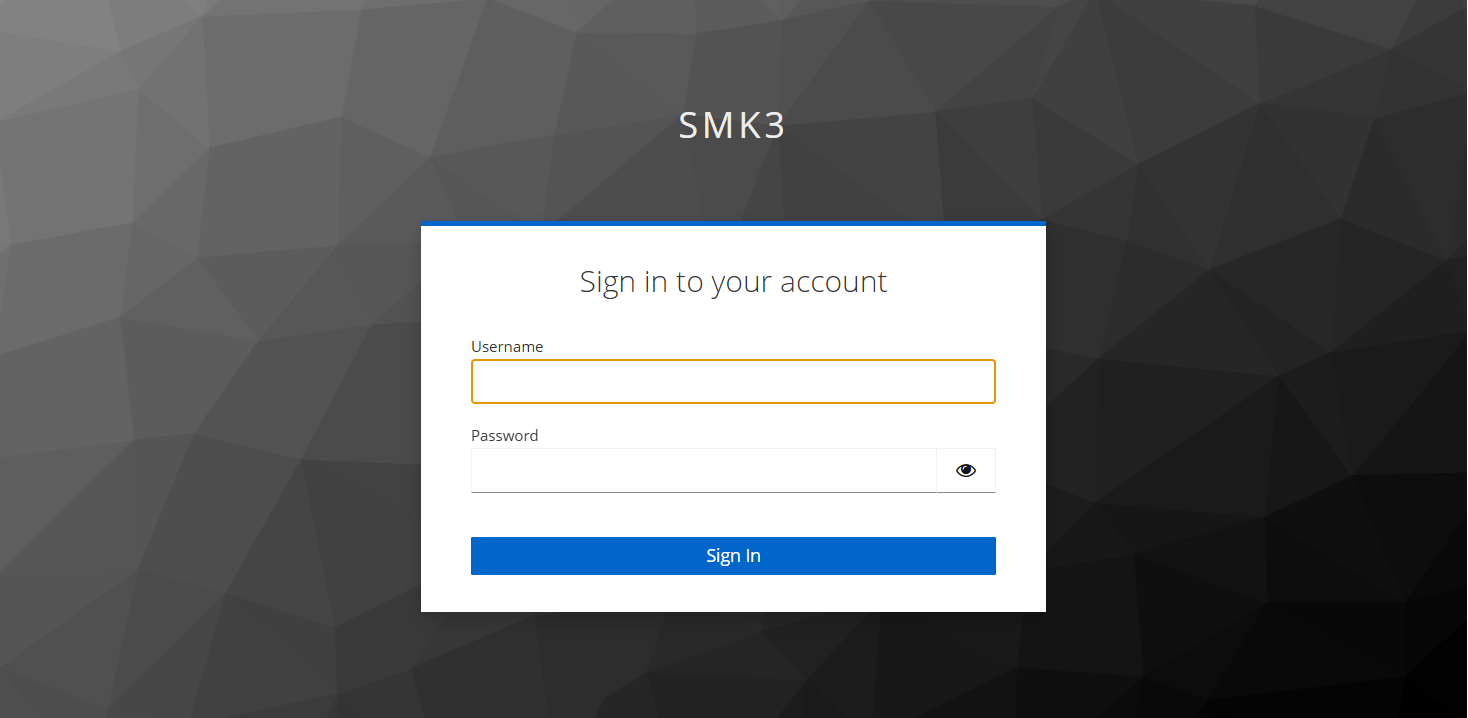 SMK3
Sign in to your account
Username
Password
Sign In